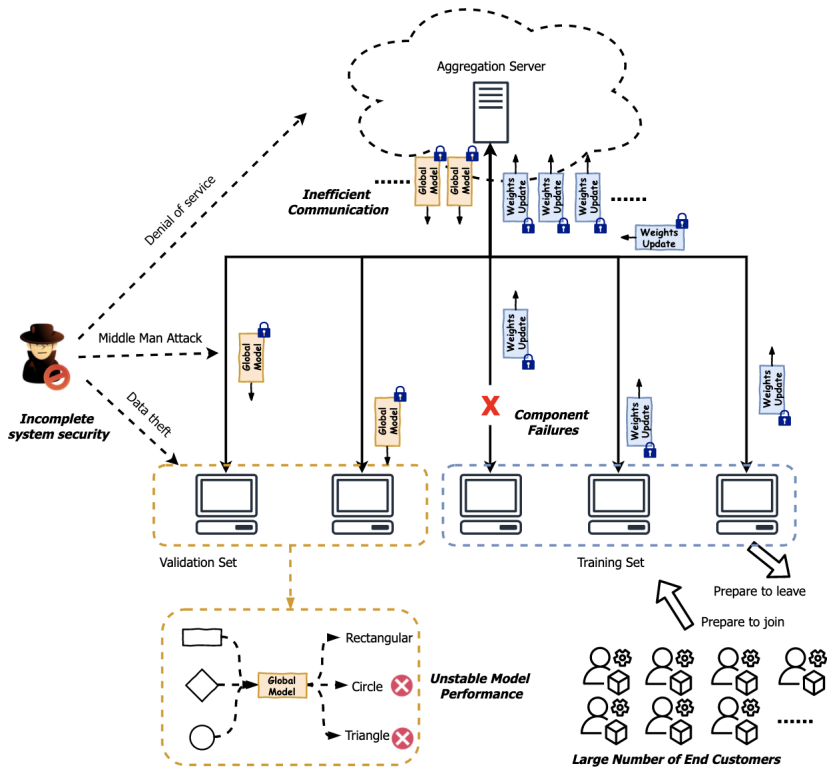 Aggregation Server
Global
Model
Global
Model
Weights
Update
Weights
Update
Weights
Update
Inefficient
Communication
Weights
Update
Denial of service
Middle Man Attack
Data theft
Incomplete
system security
Global
Model
Global
Model
Weights
Update
Component
Failures
X
Weights
Update
Weights
Update
Validation Set
Training Set
Prepare to leave
Prepare to join
Rectangular
Global
Model
Circle
Triangle
Unstable Model
Performance
Large Number of End Customers